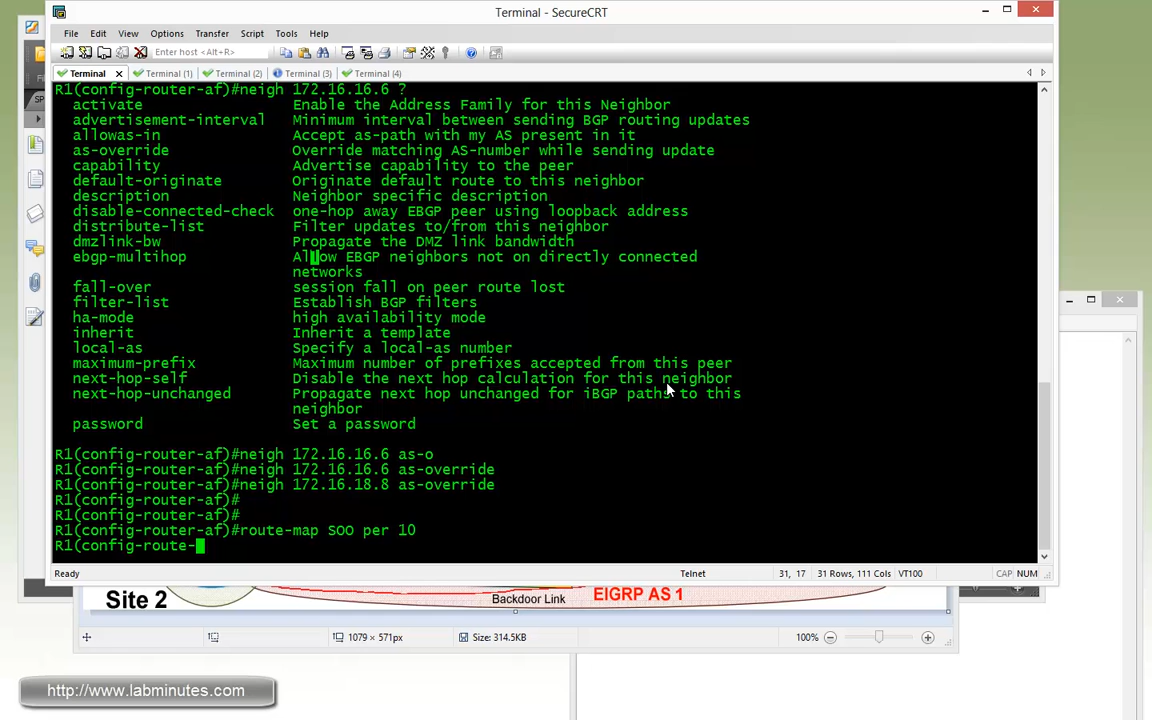 Terminal - SecureCRT
File Edit View Options Transfer Script Tools Help
Enter host <Alt+R>
Terminal Terminal (1) Terminal (2) Terminal (3) Terminal (4)
R1(config-router-af)#neigh 172.16.16.6 ?
activate Enable the Address Family for this Neighbor
advertisement-interval Minimum interval between sending BGP routing updates
allowas-in Accept as-path with my AS present in it
as-override Override matching AS-number while sending update
capability Advertise capability to the peer
default-originate Originate default route to this neighbor
description Neighbor specific description
disable-connected-check one-hop away EBGP peer using loopback address
distribute-list Filter updates to/from this neighbor
dmzlink-bw Propagate the DMZ link bandwidth
ebgp-multihop Allow EBGP neighbors not on directly connected
networks
fall-over session fall on peer route lost
filter-list Establish BGP filters
ha-mode high availability mode
inherit Inherit a template
local-as Specify a local-as number
maximum-prefix Maximum number of prefixes accepted from this peer
next-hop-self Disable the next hop calculation for this neighbor
next-hop-unchanged Propagate next hop unchanged for iBGP paths to this
neighbor
password Set a password
R1(config-router-af)#neigh 172.16.16.6 as-o
R1(config-router-af)#neigh 172.16.16.6 as-override
R1(config-router-af)#neigh 172.16.18.8 as-override
R1(config-router-af)#
R1(config-router-af)#
R1(config-router-af)#route-map SOO per 10
R1(config-route-
Ready Telnet 31, 17 31 Rows, 111 Cols VT100 CAP NUM
Site 2 Backdoor Link EIGRP AS 1
1079 × 571px Size: 314.5KB 100%
http://www.labminutes.com